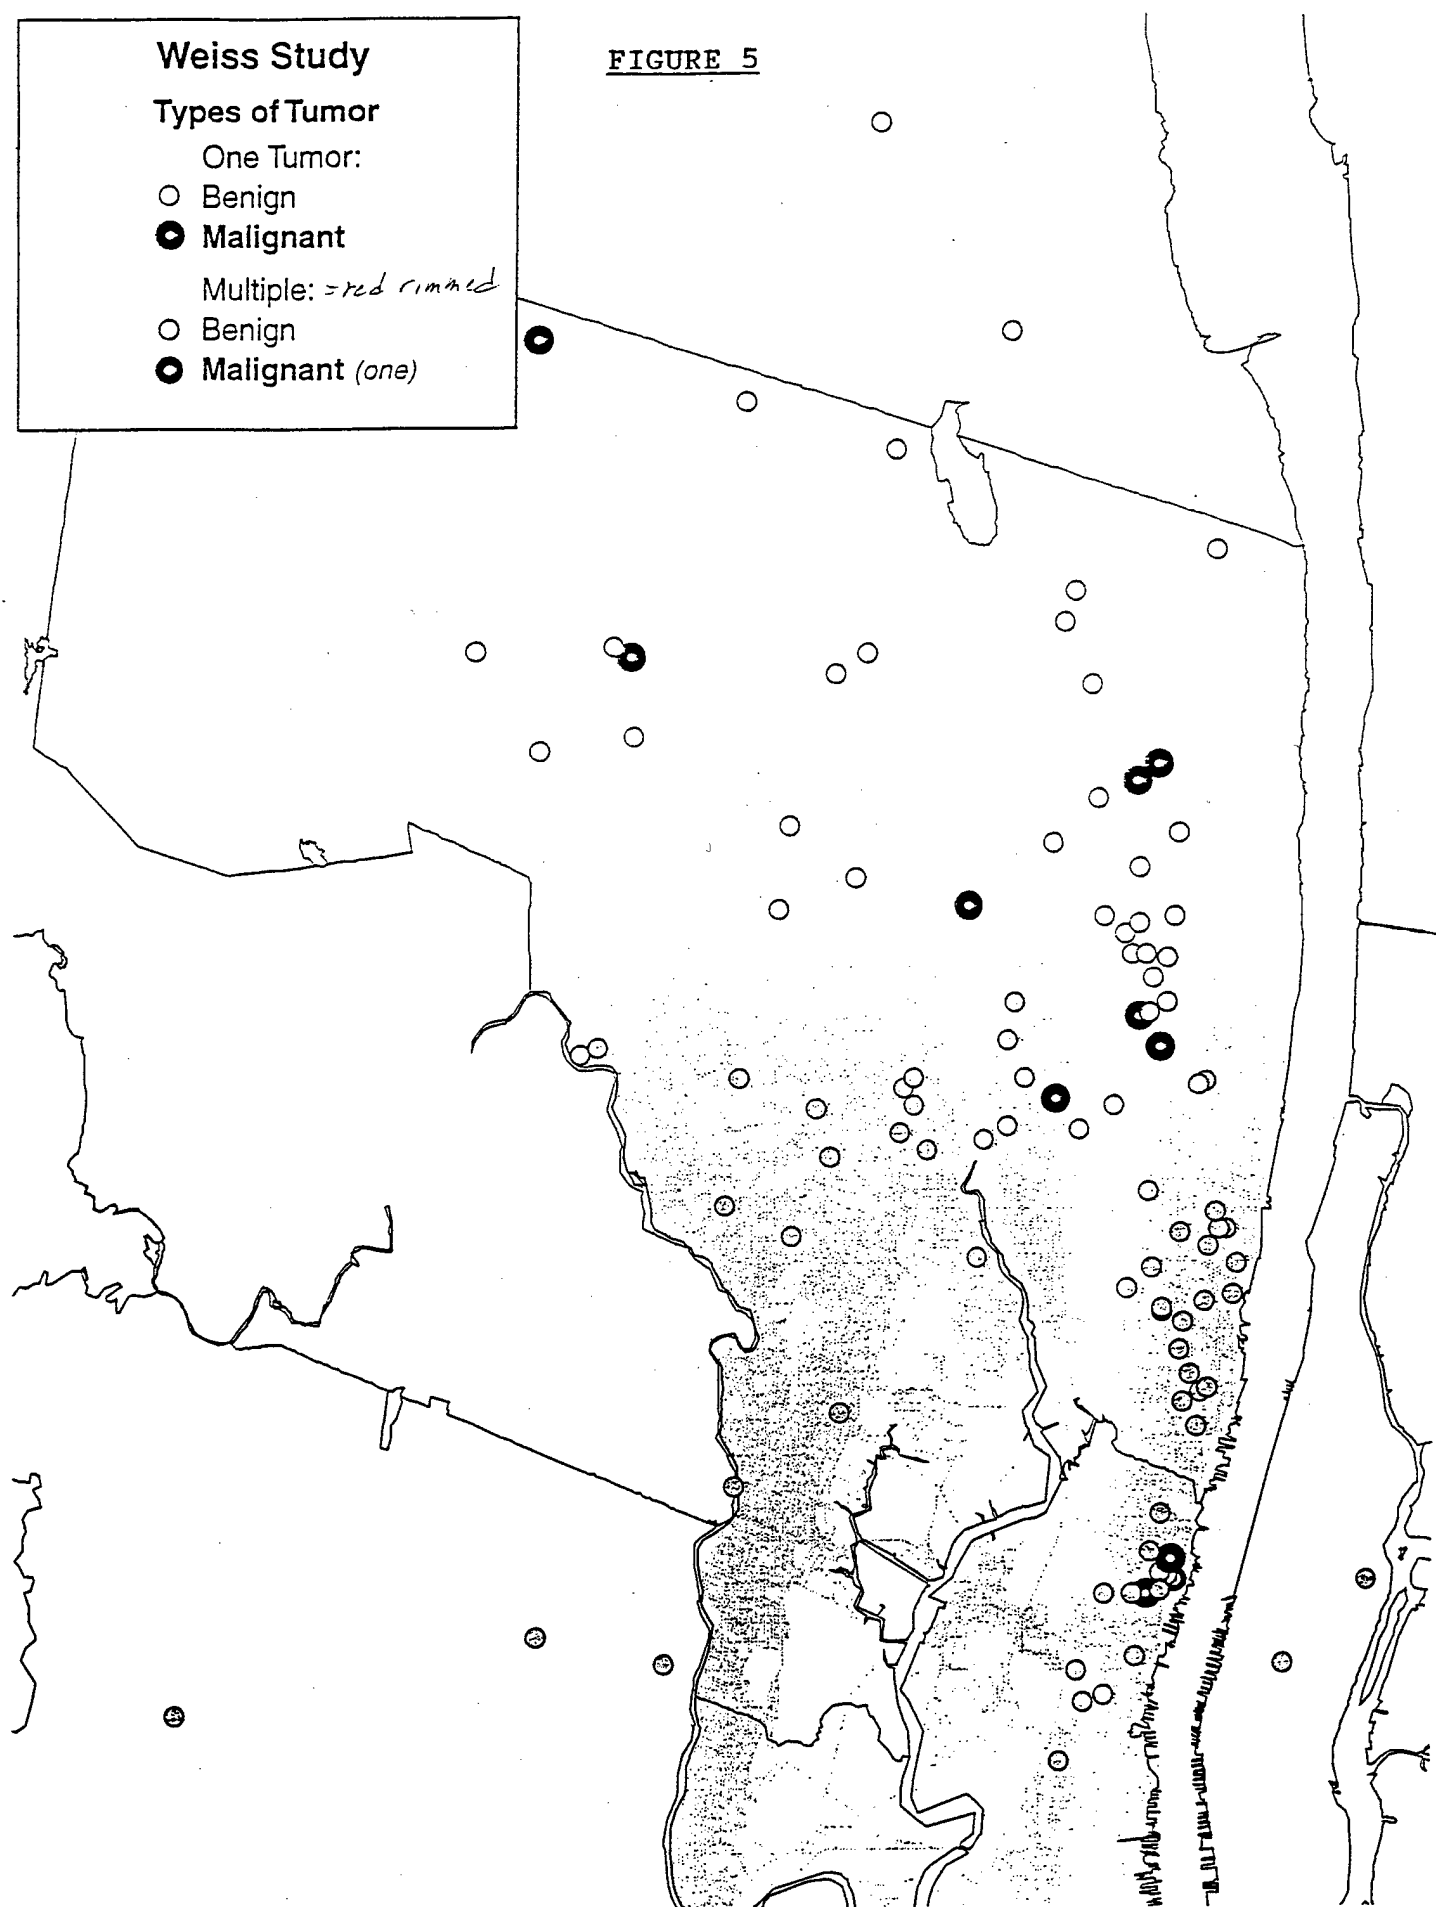 Weiss Study
FIGURE 5
Types of Tumor
One Tumor:
Benign
Malignant
Multiple: =red rimmed
Benign
Malignant (one)